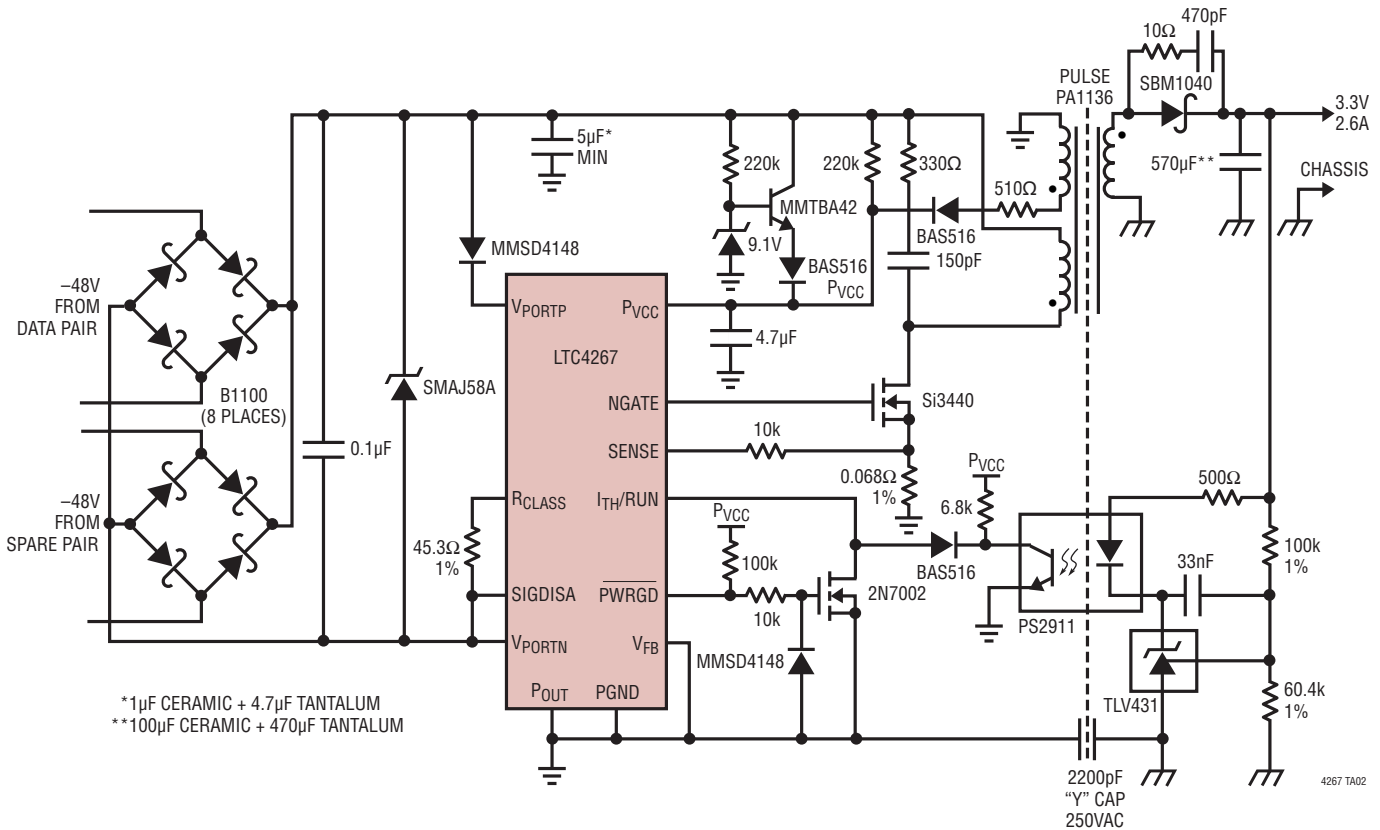 470pF
10Ω
SBM1040
PULSE
PA1136
3.3V
2.6A
570µF**
CHASSIS
5µF*
MIN
220k
220k
330Ω
510Ω
MMTBA42
BAS516
150pF
9.1V
BAS516
PVCC
MMSD4148
–48V
FROM
DATA PAIR
VPORTP
PVCC
LTC4267
4.7µF
B1100
(8 PLACES)
SMAJ58A
NGATE
Si3440
0.1µF
SENSE
10k
0.068Ω
1%
PVCC
6.8k
500Ω
–48V
FROM
SPARE PAIR
RCLASS
ITH/RUN
45.3Ω
1%
PVCC
100k
BAS516
33nF
100k
1%
SIGDISA
PWRGD
10k
2N7002
PS2911
VPORTN
VFB
MMSD4148
TLV431
60.4k
1%
POUT
PGND
*1µF CERAMIC + 4.7µF TANTALUM
**100µF CERAMIC + 470µF TANTALUM
2200pF
“Y” CAP
250VAC
4267 TA02